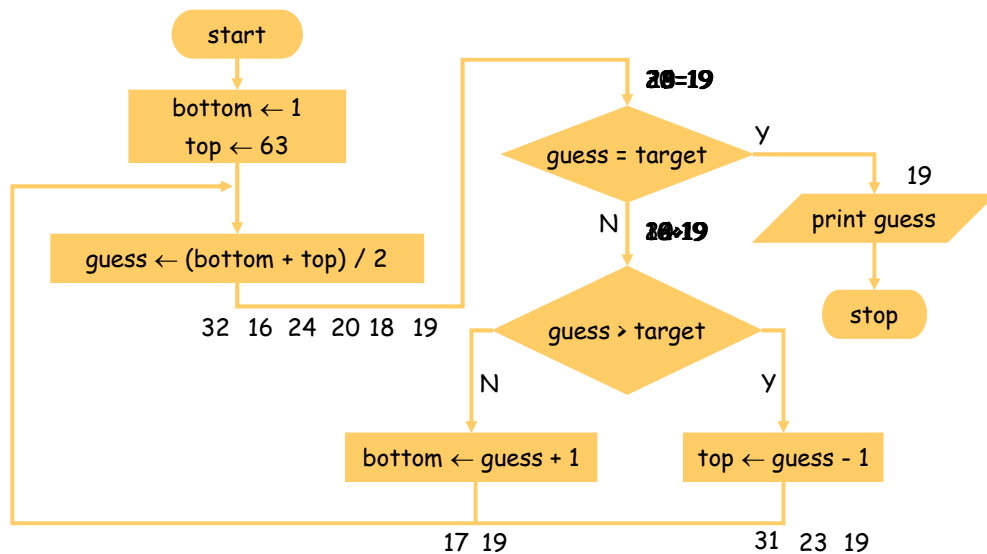 start
bottom ← 1
top ← 63
guess ← (bottom + top) / 2
32 16 24 20 18 19
guess = target
Y
N
19
print guess
stop
guess > target
N
Y
bottom ← guess + 1
top ← guess - 1
17 19
31 23 19